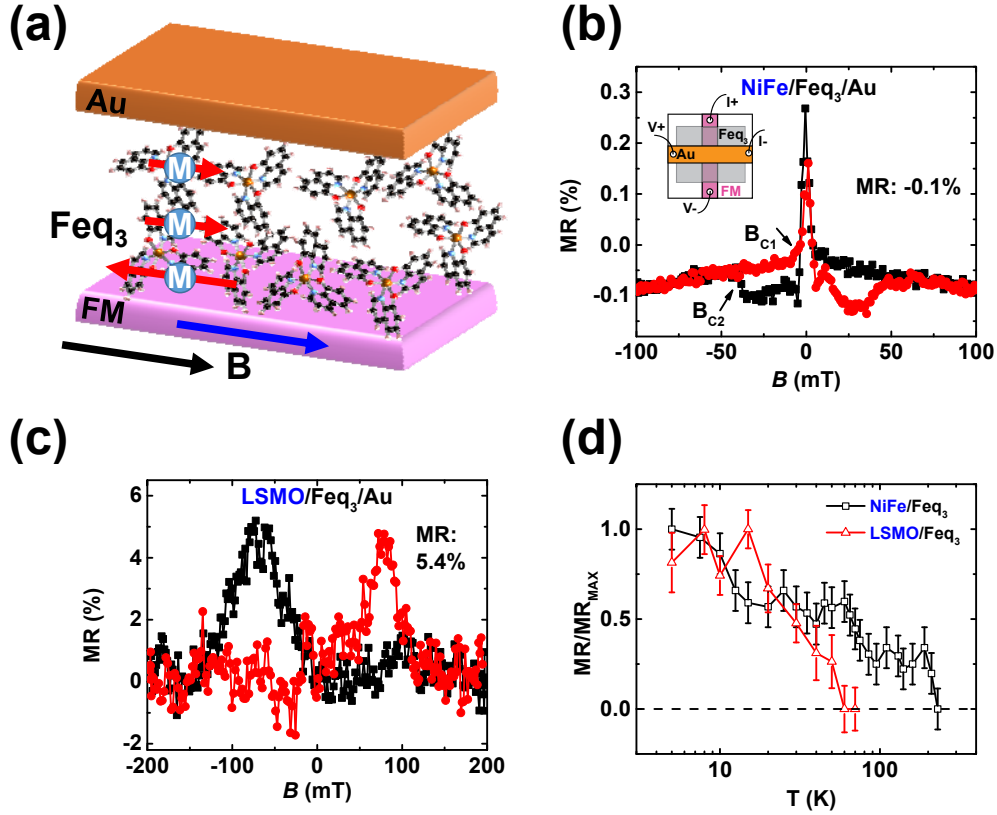 (a)
Au
M
M
Feq3
M
FM
B
(b)
NiFe/Feq3/Au
I+
V+
Feq3
I-
Au
FM
V-
MR: -0.1%
BC1
BC2
MR (%)
0.3
0.2
0.1
0.0
-0.1
-100
-50
0
50
100
B (mT)
(c)
LSMO/Feq3/Au
MR:
5.4%
MR (%)
6
4
2
0
-2
-200
-100
0
100
200
B (mT)
(d)
NiFe/Feq3
LSMO/Feq3
MR/MRMAX
1.0
0.5
0.0
10
100
T (K)